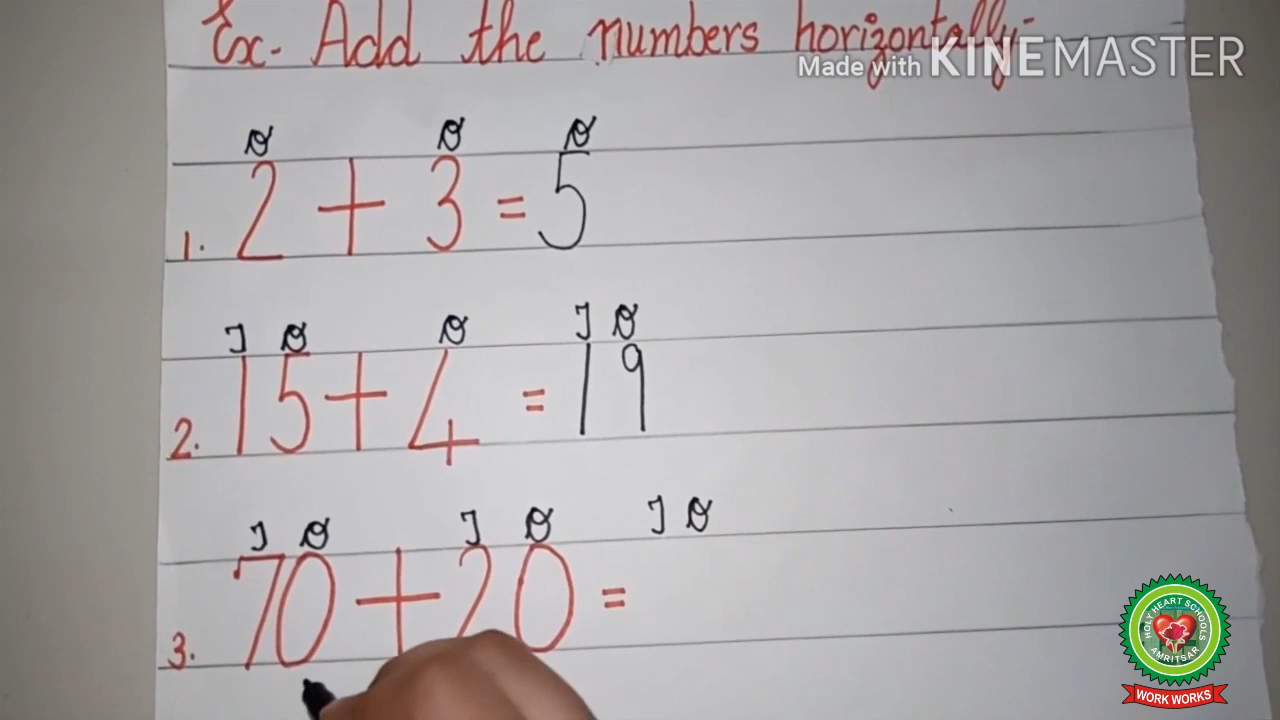 Ex- Add the numbers horizontally:-
Made with KINEMASTER
O O O
1. 2 + 3 = 5
T O O T O
2. 15 + 4 = 19
T O T O T O
3. 70 + 20 =
HOLY HEART SCHOOLS
AMRITSAR
WORK WORKS